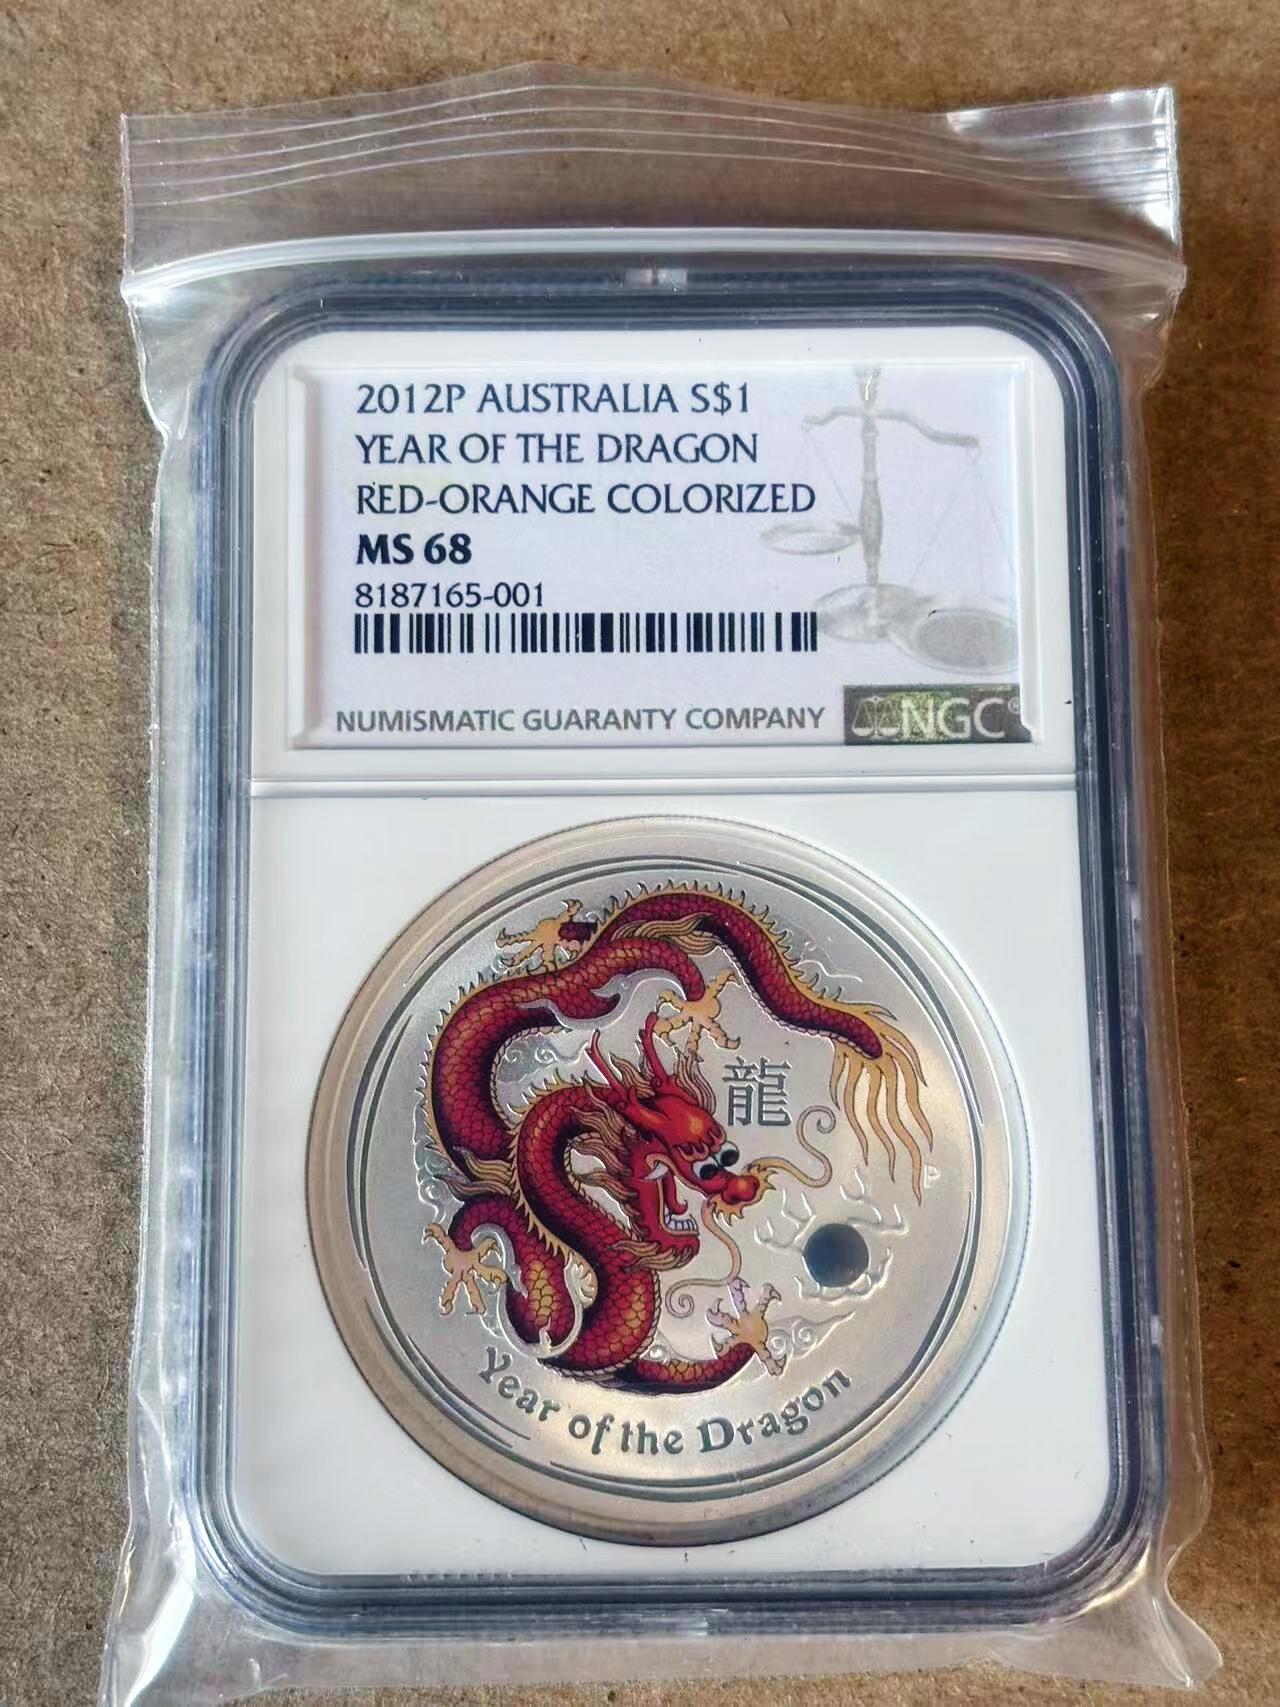 2012P AUSTRALIA S$1
YEAR OF THE DRAGON
RED-ORANGE COLORIZED
MS 68
8187165-001
NUMISMATIC GUARANTY COMPANY
NGC®
龍
P
Year of the Dragon